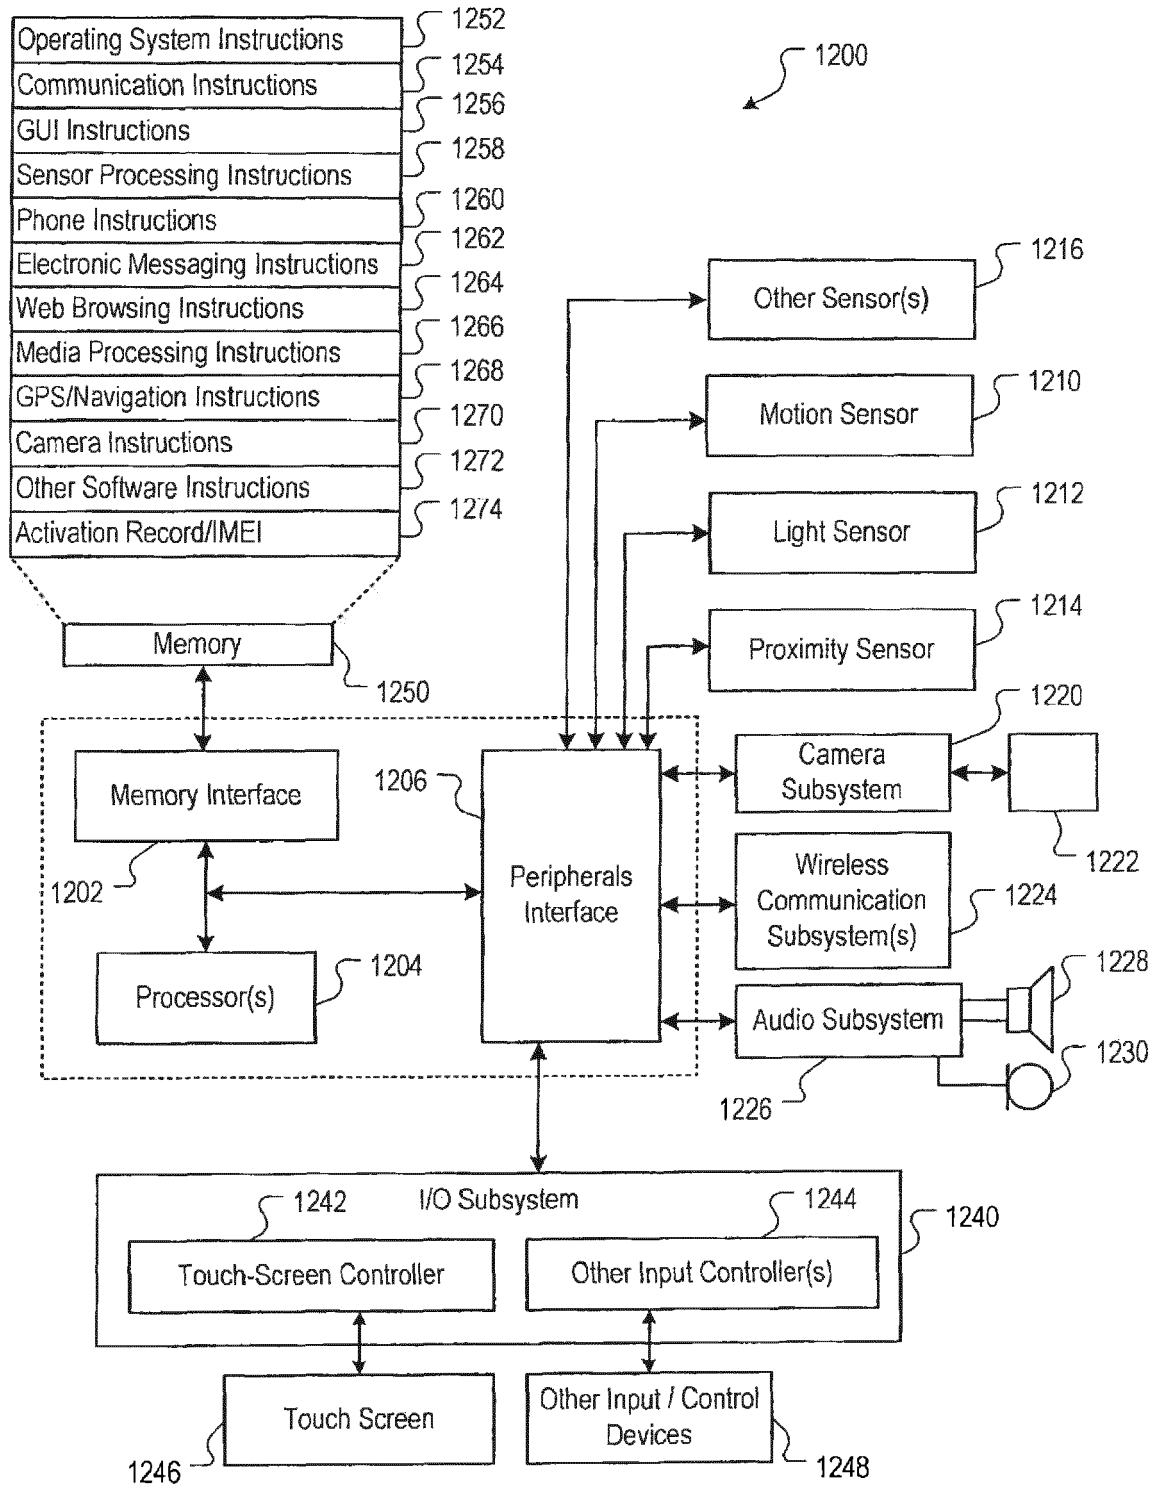 Operating System Instructions
1252
Communication Instructions
1254
GUI Instructions
1256
Sensor Processing Instructions
1258
Phone Instructions
1260
Electronic Messaging Instructions
1262
Web Browsing Instructions
1264
Media Processing Instructions
1266
GPS/Navigation Instructions
1268
Camera Instructions
1270
Other Software Instructions
1272
Activation Record/IMEI
1274
1200
Memory
1250
Other Sensor(s)
1216
Motion Sensor
1210
Light Sensor
1212
Proximity Sensor
1214
Memory Interface
1202
Processor(s)
1204
1206
Peripherals
Interface
Camera
Subsystem
1220
1222
Wireless
Communication
Subsystem(s)
1224
Audio Subsystem
1226
1228
1230
I/O Subsystem
1240
1242
Touch-Screen Controller
1244
Other Input Controller(s)
Touch Screen
1246
Other Input / Control
Devices
1248